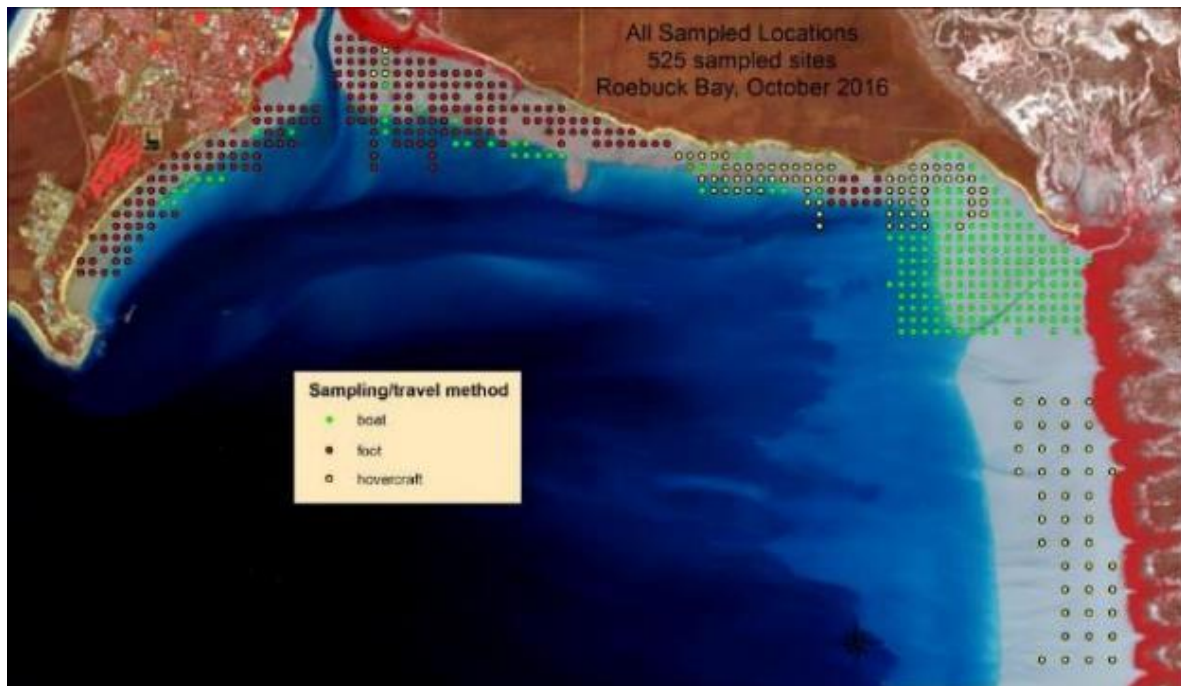 All Sampled Locations
525 sampled sites
Roebuck Bay, October 2016
Sampling/travel method
boat
foot
hovercraft